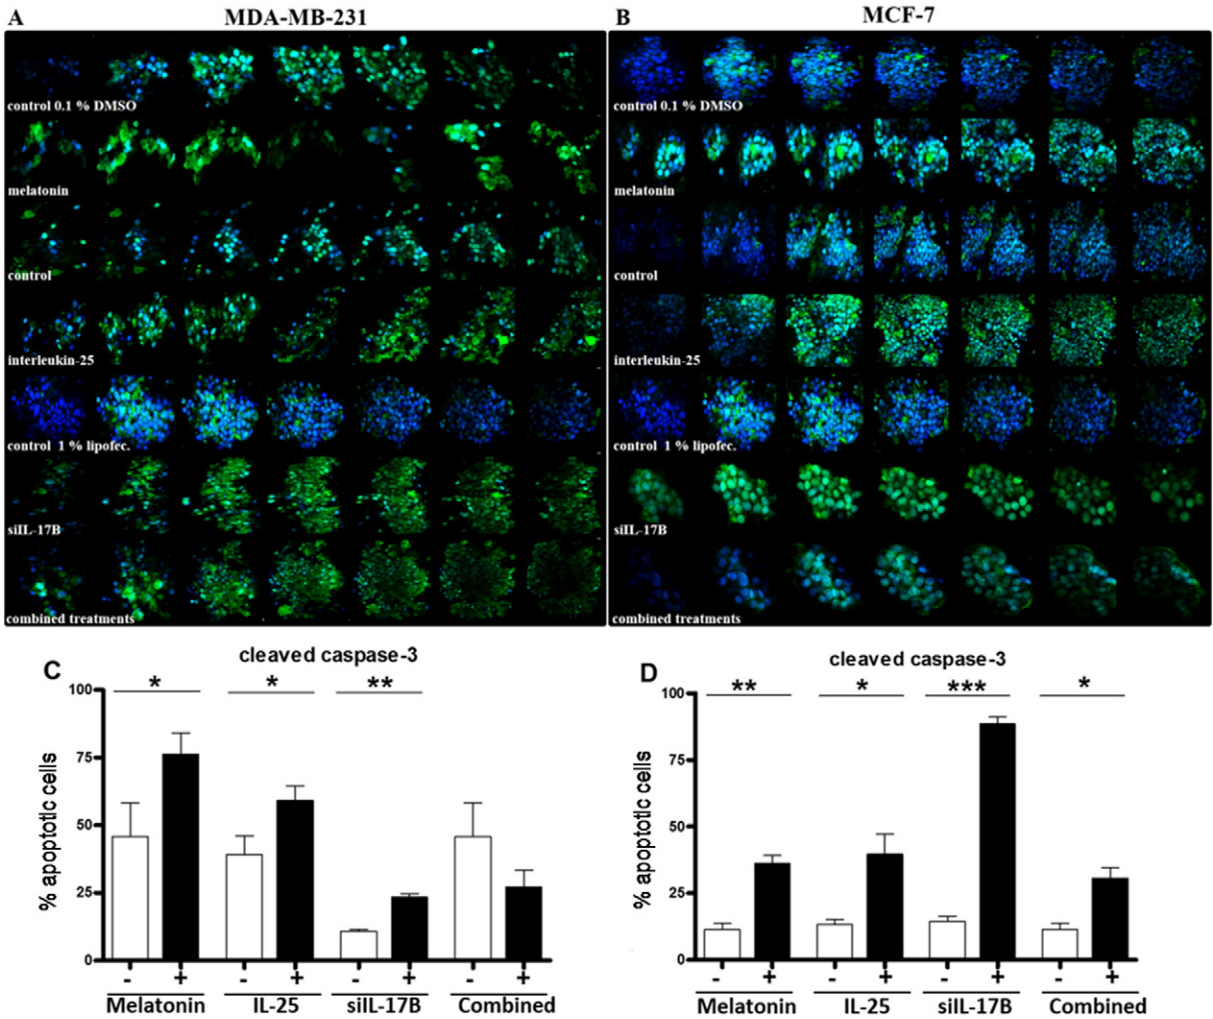 A MDA-MB-231
B MCF-7
control 0.1 % DMSO
melatonin
control
interleukin-25
control 1 % lipofec.
siIL-17B
combined treatments
control 0.1 % DMSO
melatonin
control
interleukin-25
control 1 % lipofec.
siIL-17B
combined treatments
C cleaved caspase-3
* * **
100
75
50
25
0
% apoptotic cells
- + - + - + - +
Melatonin IL-25 siIL-17B Combined
D cleaved caspase-3
** * *** *
100
75
50
25
0
% apoptotic cells
- + - + - + - +
Melatonin IL-25 siIL-17B Combined